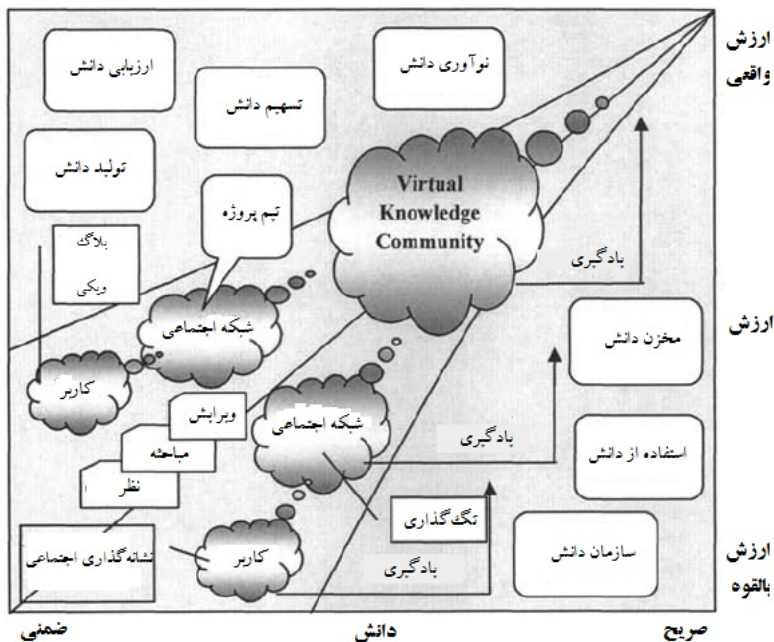 ارزش
واقعی
ارزیابی دانش
نوآوری دانش
تسهیم دانش
تولید دانش
تیم پروژه
Virtual
Knowledge
Community
بلاگ
ویکی
یادگیری
شبکه اجتماعی
مخزن دانش
ارزش
کاربر
ویرایش
شبکه اجتماعی
مباحثه
یادگیری
استفاده از دانش
نظر
تگ‌گذاری
نشانه‌گذاری اجتماعی
کاربر
یادگیری
سازمان دانش
ارزش
بالقوه
صریح
دانش
ضمنی